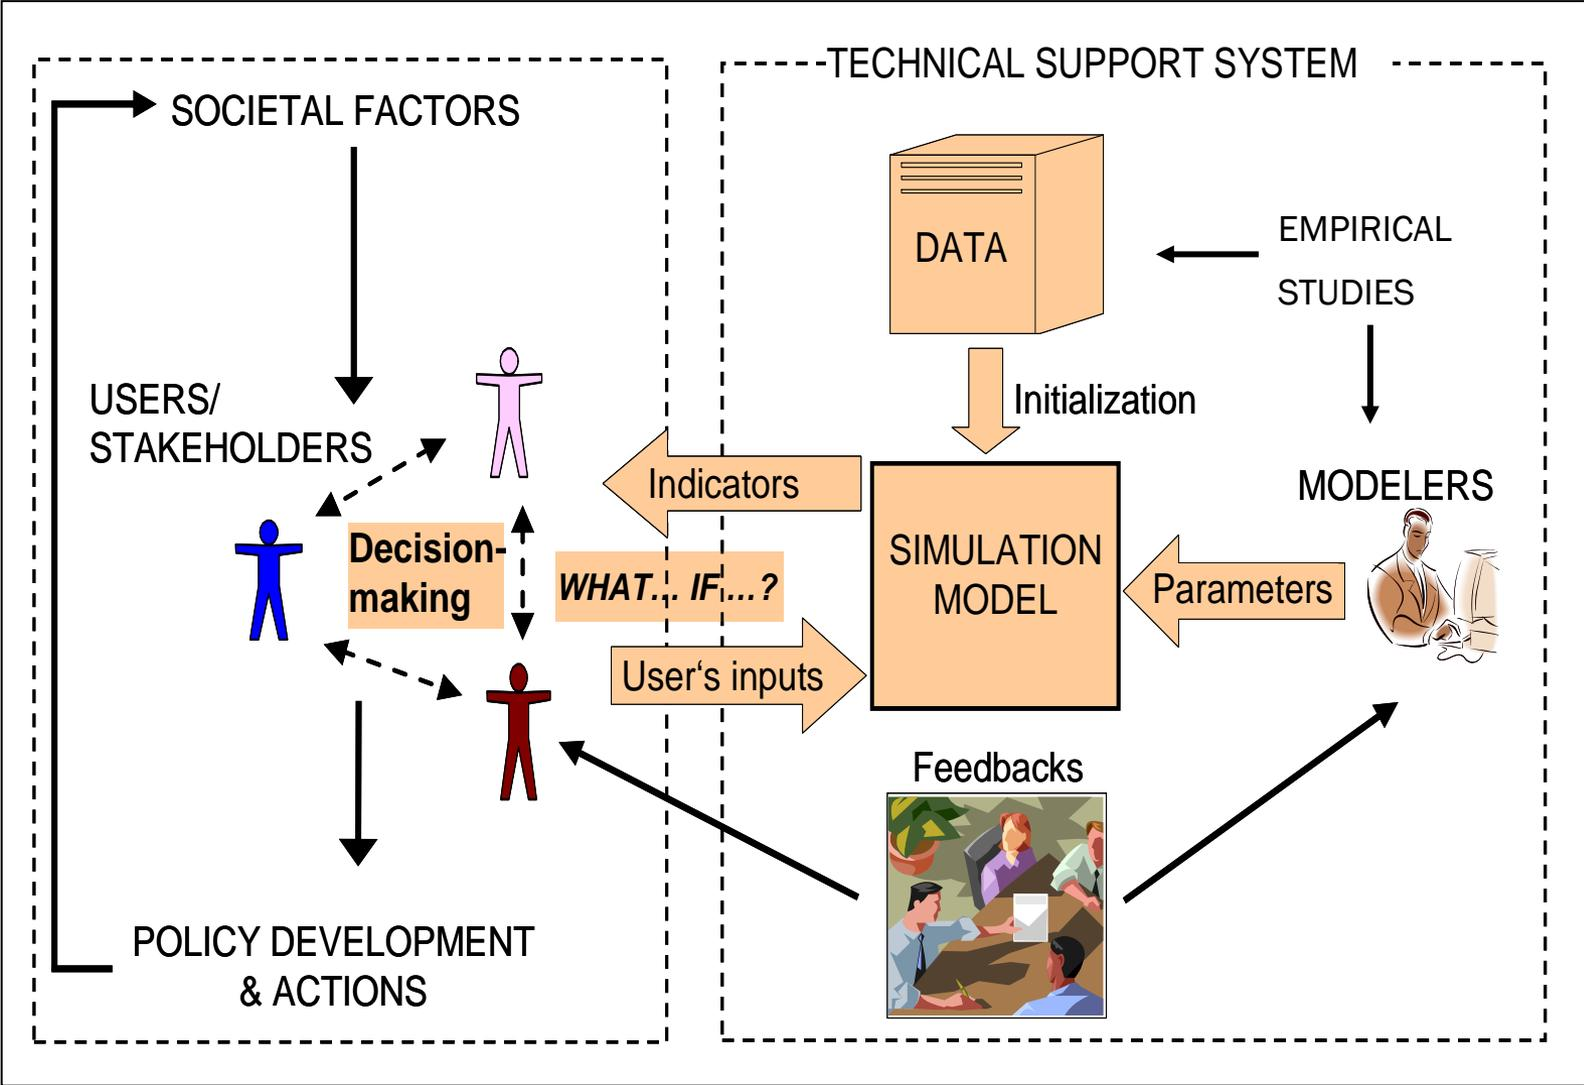 TECHNICAL SUPPORT SYSTEM
SOCIETAL FACTORS
USERS/
STAKEHOLDERS
Decision-
making
POLICY DEVELOPMENT
& ACTIONS
Indicators
WHAT… IF …?
User‘s inputs
DATA
EMPIRICAL
STUDIES
Initialization
SIMULATION
MODEL
MODELERS
Parameters
Feedbacks